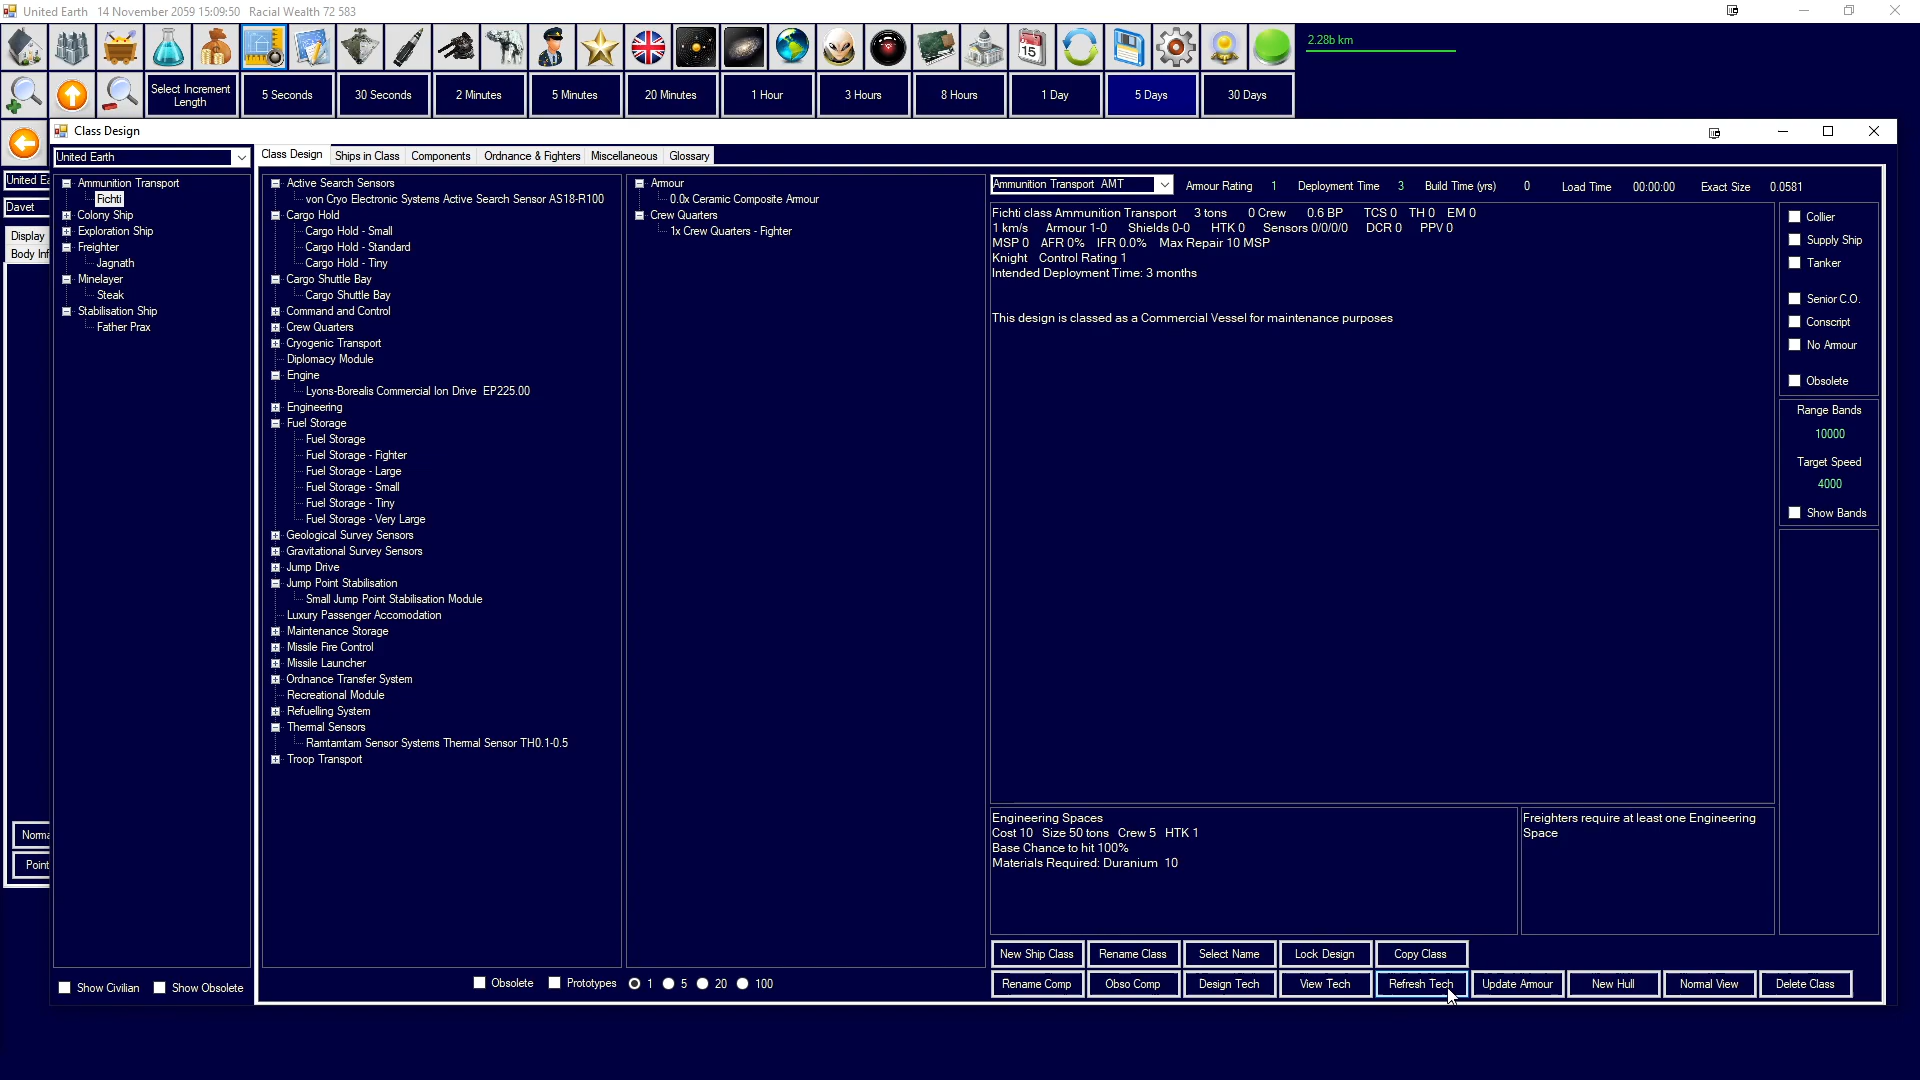 United Earth   14 November 2059 15:09:50   Racial Wealth 72 583
15
2.28b km
Select Increment Length
5 Seconds
30 Seconds
2 Minutes
5 Minutes
20 Minutes
1 Hour
3 Hours
8 Hours
1 Day
5 Days
30 Days
Class Design
United Earth
Class Design
Ships in Class
Components
Ordnance & Fighters
Miscellaneous
Glossary
United Ea
Davet
Display
Body Inf
Norma
Point
Ammunition Transport
Fichti
Colony Ship
Exploration Ship
Freighter
Jagnath
Minelayer
Steak
Stabilisation Ship
Father Prax
Show Civilian
Show Obsolete
Active Search Sensors
von Cryo Electronic Systems Active Search Sensor AS18-R100
Cargo Hold
Cargo Hold - Small
Cargo Hold - Standard
Cargo Hold - Tiny
Cargo Shuttle Bay
Cargo Shuttle Bay
Command and Control
Crew Quarters
Cryogenic Transport
Diplomacy Module
Engine
Lyons-Borealis Commercial Ion Drive  EP225.00
Engineering
Fuel Storage
Fuel Storage
Fuel Storage - Fighter
Fuel Storage - Large
Fuel Storage - Small
Fuel Storage - Tiny
Fuel Storage - Very Large
Geological Survey Sensors
Gravitational Survey Sensors
Jump Drive
Jump Point Stabilisation
Small Jump Point Stabilisation Module
Luxury Passenger Accomodation
Maintenance Storage
Missile Fire Control
Missile Launcher
Ordnance Transfer System
Recreational Module
Refuelling System
Thermal Sensors
Ramtamtam Sensor Systems Thermal Sensor TH0.1-0.5
Troop Transport
Obsolete
Prototypes
1
5
20
100
Armour
0.0x Ceramic Composite Armour
Crew Quarters
1x Crew Quarters - Fighter
Ammunition Transport  AMT
Armour Rating 1
Deployment Time 3
Build Time (yrs) 0
Load Time 00:00:00
Exact Size 0.0581
Fichti class Ammunition Transport      3 tons      0 Crew      0.6 BP      TCS 0    TH 0    EM 0
1 km/s      Armour 1-0      Shields 0-0      HTK 0      Sensors 0/0/0/0      DCR 0      PPV 0
MSP 0    AFR 0%    IFR 0.0%    Max Repair 10 MSP
Knight    Control Rating 1
Intended Deployment Time: 3 months
This design is classed as a Commercial Vessel for maintenance purposes
Collier
Supply Ship
Tanker
Senior C.O.
Conscript
No Armour
Obsolete
Range Bands
10000
Target Speed
4000
Show Bands
Engineering Spaces
Cost 10   Size 50 tons   Crew 5   HTK 1
Base Chance to hit 100%
Materials Required: Duranium  10
Freighters require at least one Engineering
Space
New Ship Class
Rename Class
Select Name
Lock Design
Copy Class
Rename Comp
Obso Comp
Design Tech
View Tech
Refresh Tech
Update Armour
New Hull
Normal View
Delete Class